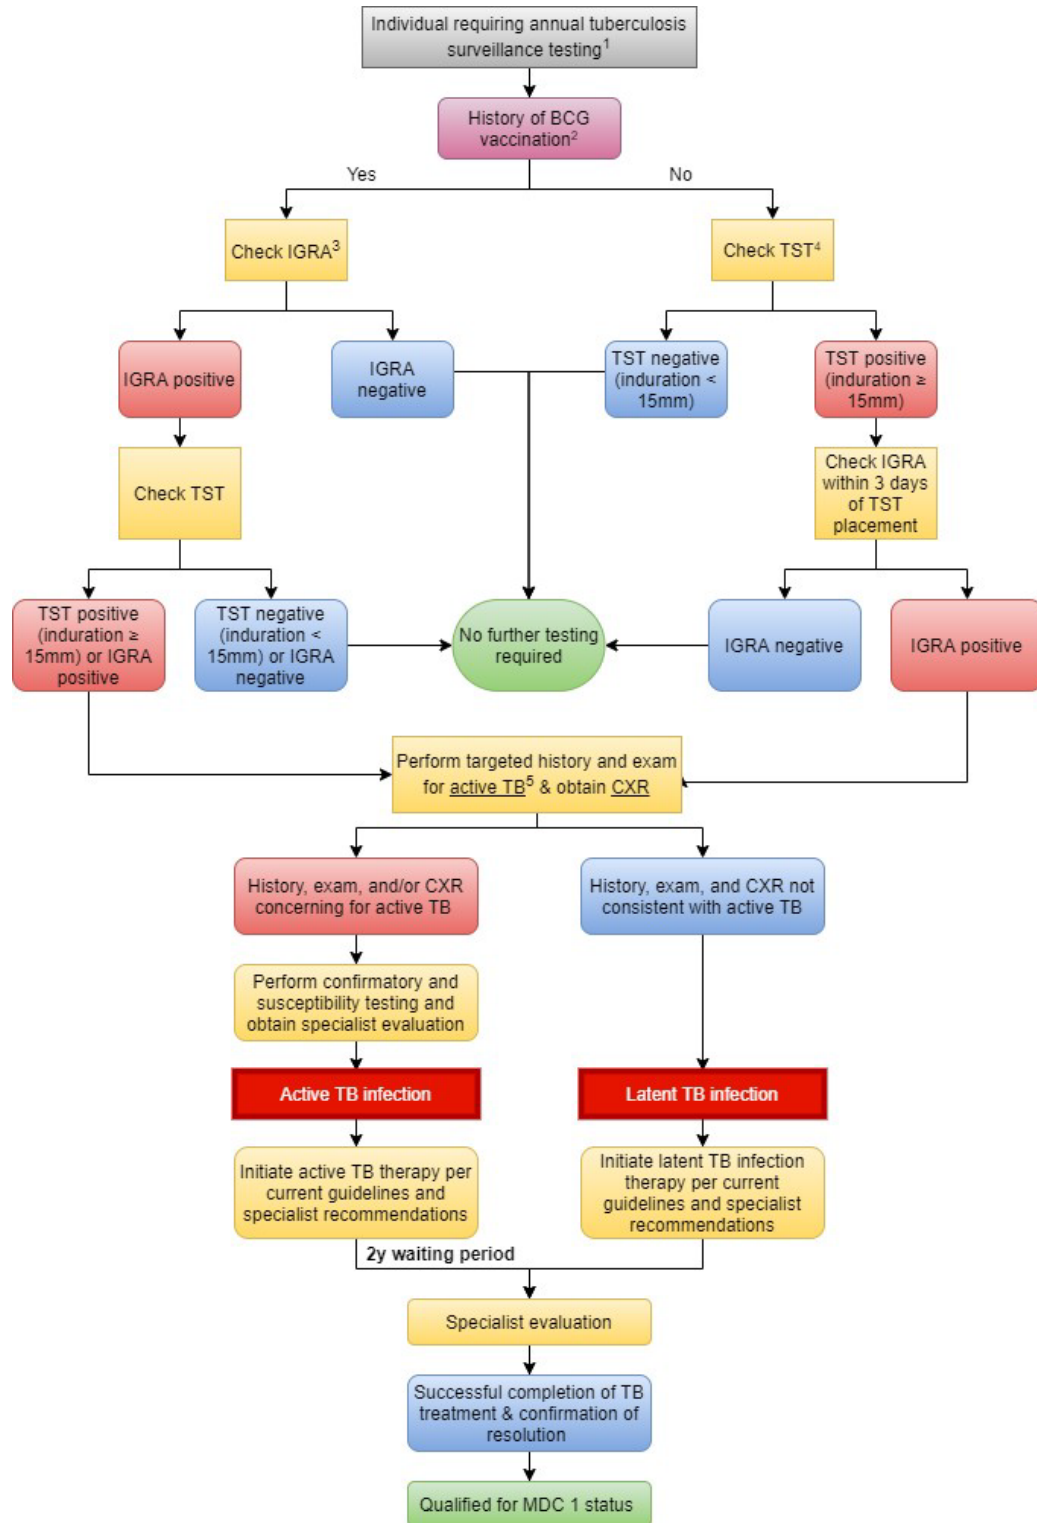 Individual requiring annual tuberculosis
surveillance testing¹
History of BCG
vaccination²
Yes
No
Check IGRA³
Check TST⁴
IGRA positive
IGRA
negative
TST negative
(induration <
15mm)
TST positive
(induration ≥
15mm)
Check TST
Check IGRA
within 3 days
of TST
placement
TST positive
(induration ≥
15mm) or IGRA
positive
TST negative
(induration <
15mm) or IGRA
negative
No further testing
required
IGRA negative
IGRA positive
Perform targeted history and exam
for active TB⁵ & obtain CXR
History, exam, and/or CXR
concerning for active TB
History, exam, and CXR not
consistent with active TB
Perform confirmatory and
susceptibility testing and
obtain specialist evaluation
Active TB infection
Latent TB infection
Initiate active TB therapy per
current guidelines and
specialist recommendations
Initiate latent TB infection
therapy per current
guidelines and specialist
recommendations
2y waiting period
Specialist evaluation
Successful completion of TB
treatment & confirmation of
resolution
Qualified for MDC 1 status